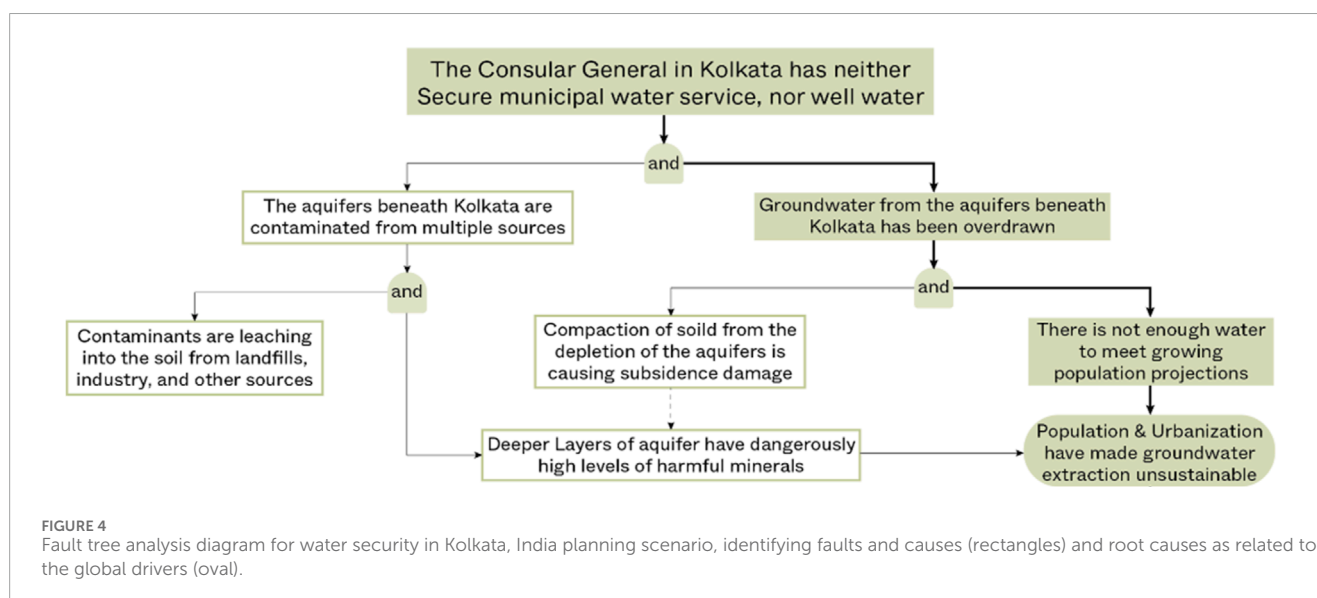 The Consular General in Kolkata has neither
Secure municipal water service, nor well water
and
The aquifers beneath Kolkata are
contaminated from multiple sources
Groundwater from the aquifers beneath
Kolkata has been overdrawn
and
and
Contaminants are leaching
into the soil from landfills,
industry, and other sources
Compaction of soild from the
depletion of the aquifers is
causing subsidence damage
There is not enough water
to meet growing
population projections
Deeper Layers of aquifer have dangerously
high levels of harmful minerals
Population & Urbanization
have made groundwater
extraction unsustainable
FIGURE 4
Fault tree analysis diagram for water security in Kolkata, India planning scenario, identifying faults and causes (rectangles) and root causes as related to
the global drivers (oval).